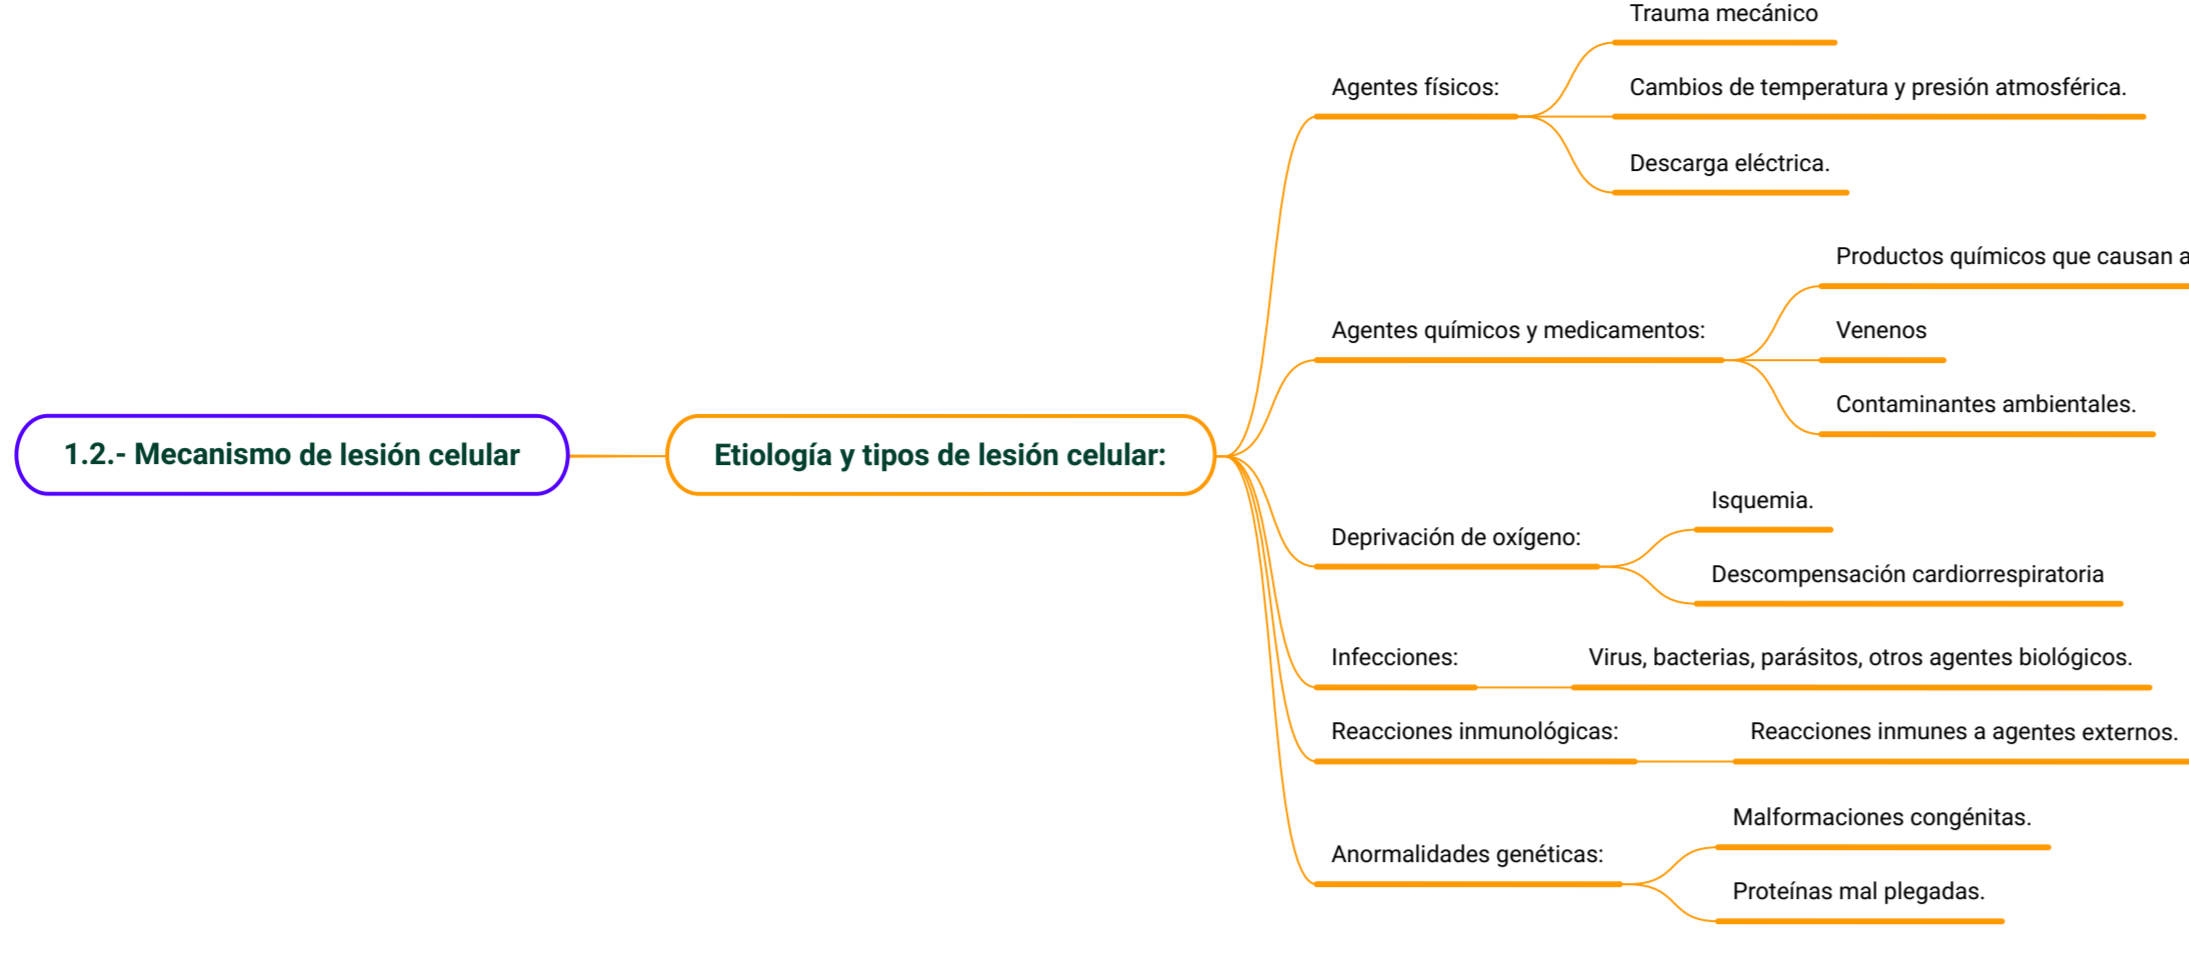 1.2.- Mecanismo de lesión celular
Etiología y tipos de lesión celular:
Agentes físicos:
Trauma mecánico
Cambios de temperatura y presión atmosférica.
Descarga eléctrica.
Agentes químicos y medicamentos:
Productos químicos que causan
Venenos
Contaminantes ambientales.
Deprivación de oxígeno:
Isquemia.
Descompensación cardiorrespiratoria
Infecciones:
Virus, bacterias, parásitos, otros agentes biológicos.
Reacciones inmunológicas:
Reacciones inmunes a agentes externos.
Anormalidades genéticas:
Malformaciones congénitas.
Proteínas mal plegadas.